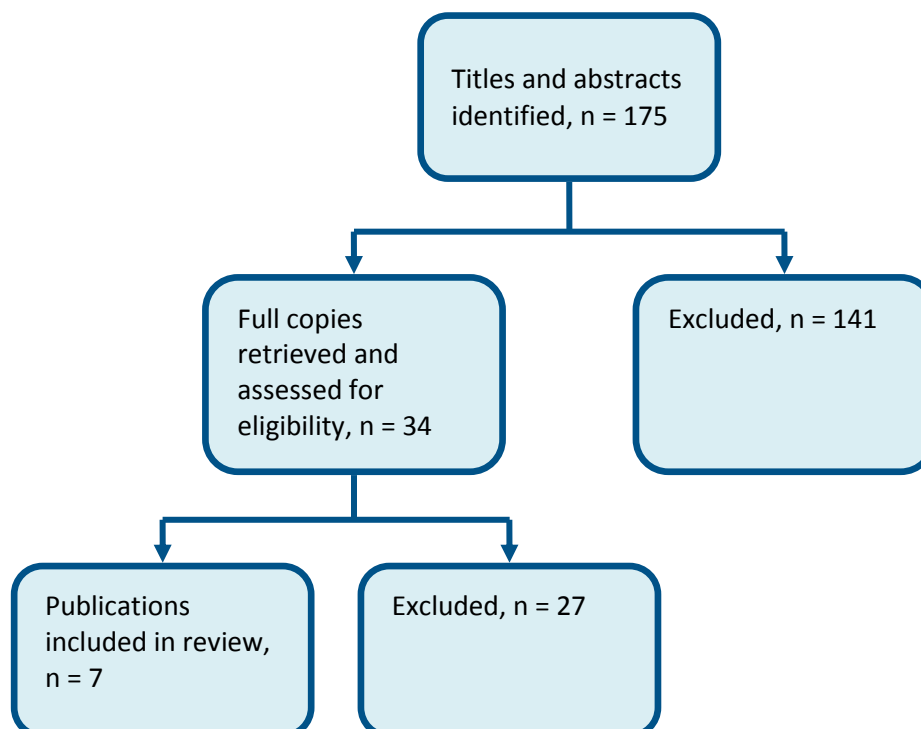 Titles and abstracts
identified, n = 175
Full copies
retrieved and
assessed for
eligibility, n = 34
Excluded, n = 141
Publications
included in review,
n = 7
Excluded, n = 27